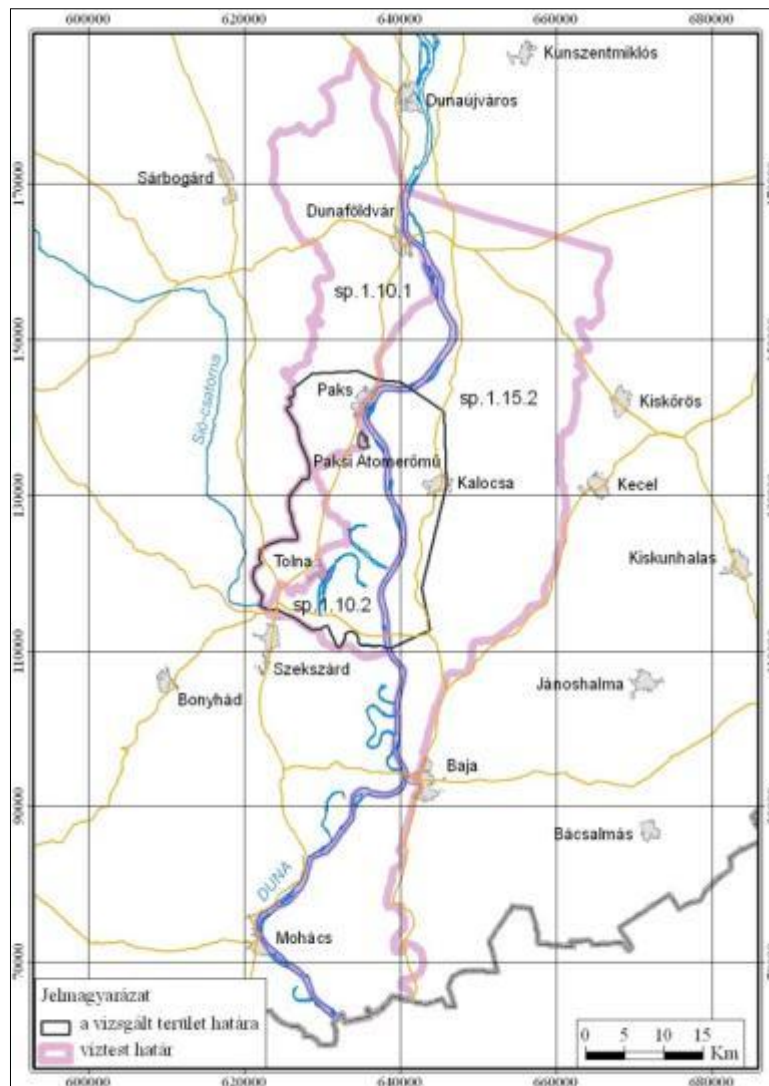 600000 620000 640000 660000 680000
Kunszentmiklós
Dunaújváros
Sárbogárd
170000
Dunaföldvár
sp.1.10.1
150000
Sió-csatorna
Paks
sp.1.15.2
Kiskőrös
Paksi Atomerőmű
Kalocsa
Kecel
130000
Tolna
Kiskunhalas
sp.1.10.2
110000
Szekszárd
Bonyhád
Jánoshalma
Baja
90000
Bácsalmás
DUNA
Mohács
70000
Jelmagyarázat
a vizsgált terület határa
víztest határ
0 5 10 15
Km
600000 620000 640000 660000 680000